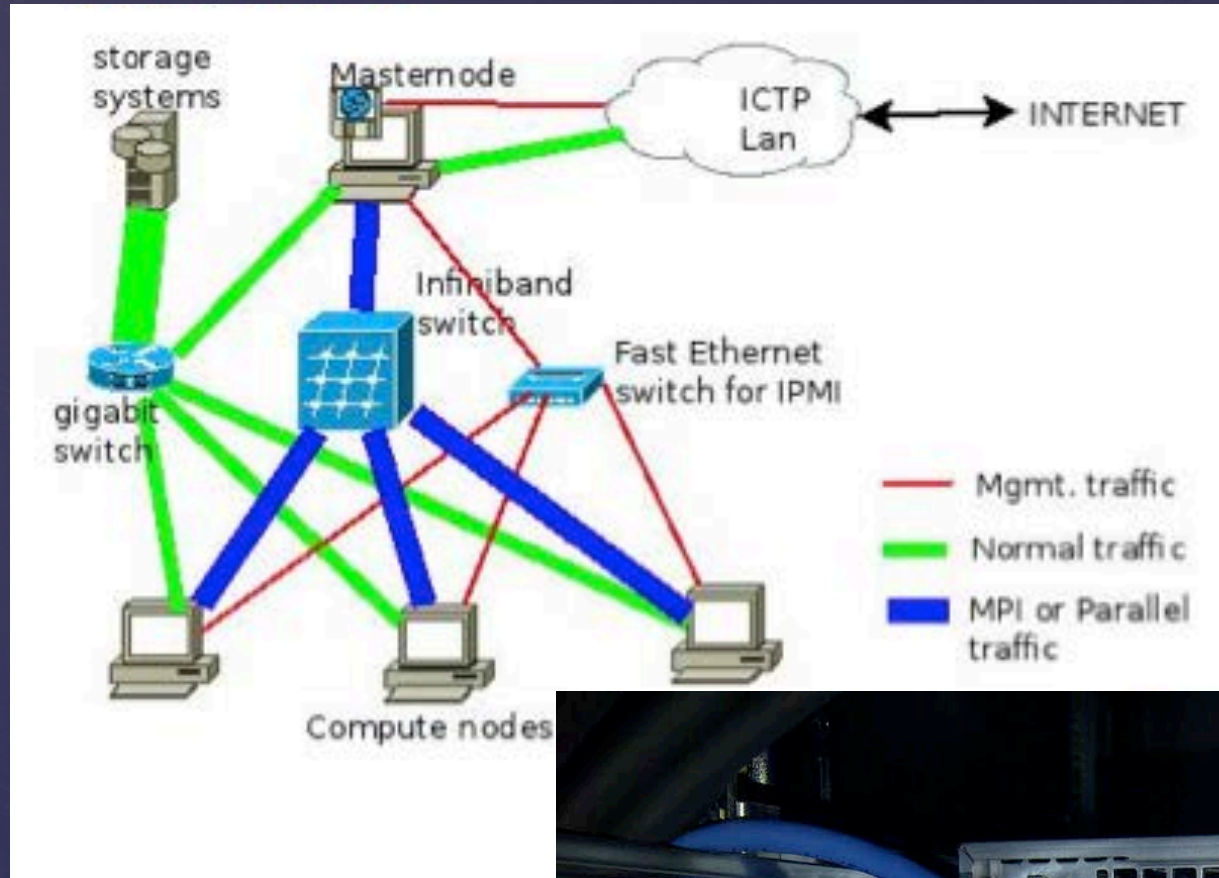 storage
systems
Masternode
ICTP
Lan
INTERNET
Infiniband
switch
Fast Ethernet
switch for IPMI
gigabit
switch
Mgmt. traffic
Normal traffic
MPI or Parallel
traffic
Compute nodes